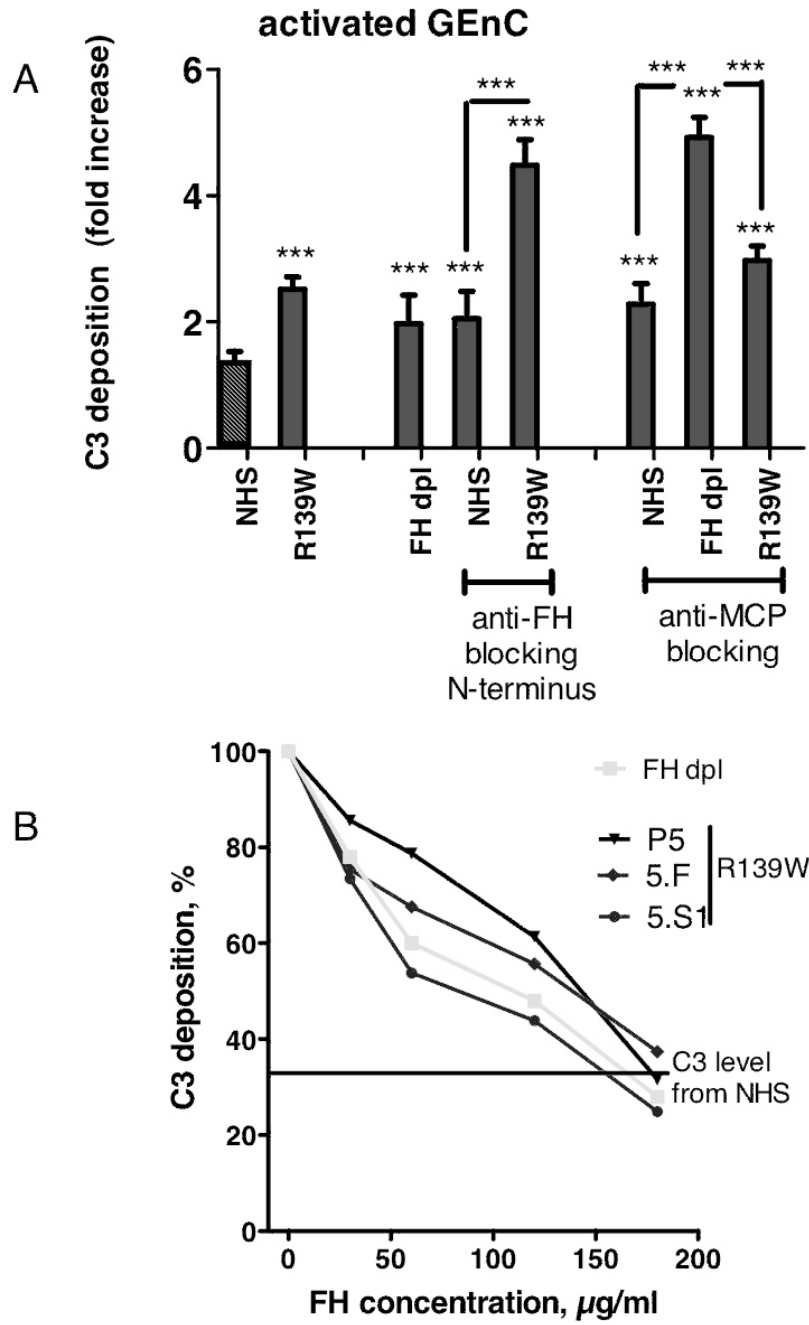 activated GEnC
A
C3 deposition (fold increase)
6
4
2
0
***
***
***
***
***
***
***
***
***
***
NHS
R139W
FH dpl
NHS
R139W
NHS
FH dpl
R139W
anti-FH
blocking
N-terminus
anti-MCP
blocking
B
C3 deposition, %
100
80
60
40
20
0
FH dpl
P5
5.F
5.S1
R139W
C3 level
from NHS
0
50
100
150
200
FH concentration, µg/ml